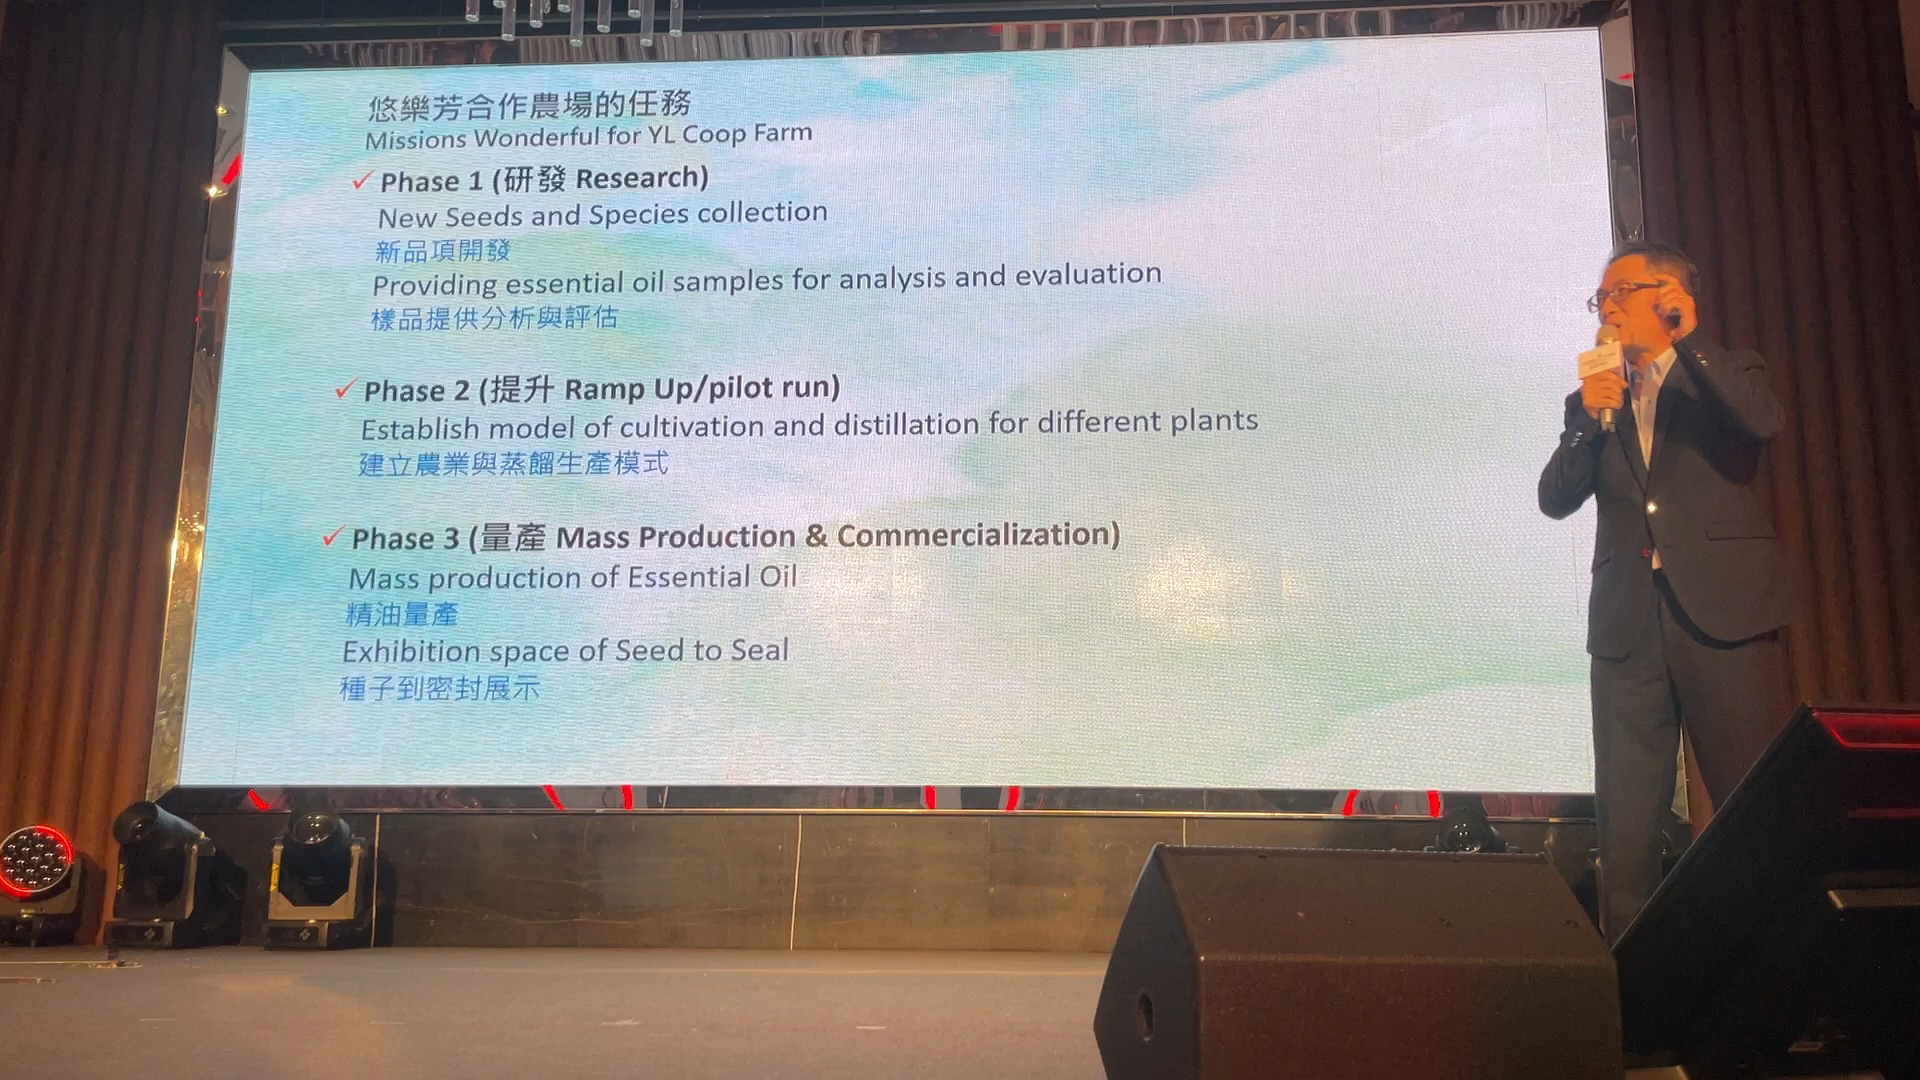 悠樂芳合作農場的任務
Missions Wonderful for YL Coop Farm
✓ Phase 1 (研發 Research)
New Seeds and Species collection
新品項開發
Providing essential oil samples for analysis and evaluation
樣品提供分析與評估
✓ Phase 2 (提升 Ramp Up/pilot run)
Establish model of cultivation and distillation for different plants
建立農業與蒸餾生產模式
✓ Phase 3 (量產 Mass Production & Commercialization)
Mass production of Essential Oil
精油量產
Exhibition space of Seed to Seal
種子到密封展示